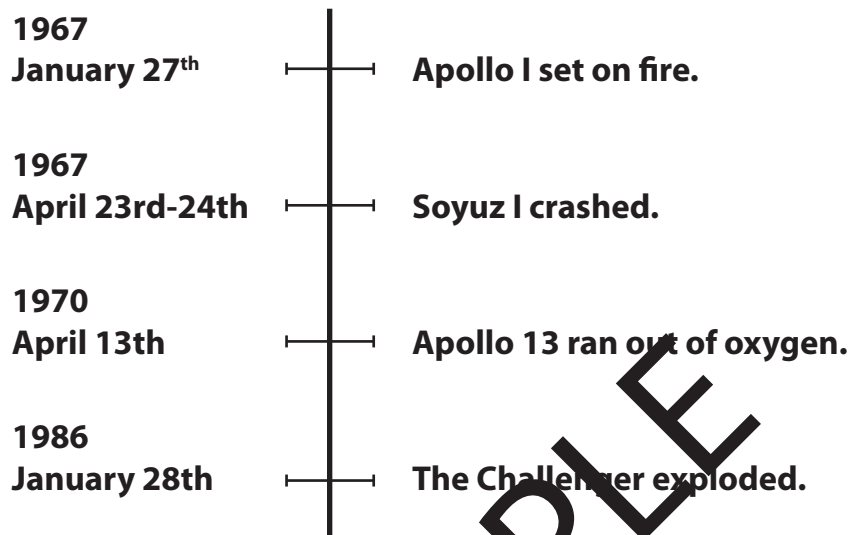 1967
January 27th
Apollo I set on fire.
1967
April 23rd-24th
Soyuz I crashed.
1970
April 13th
Apollo 13 ran out of oxygen.
1986
January 28th
The Challenger exploded.
PLE